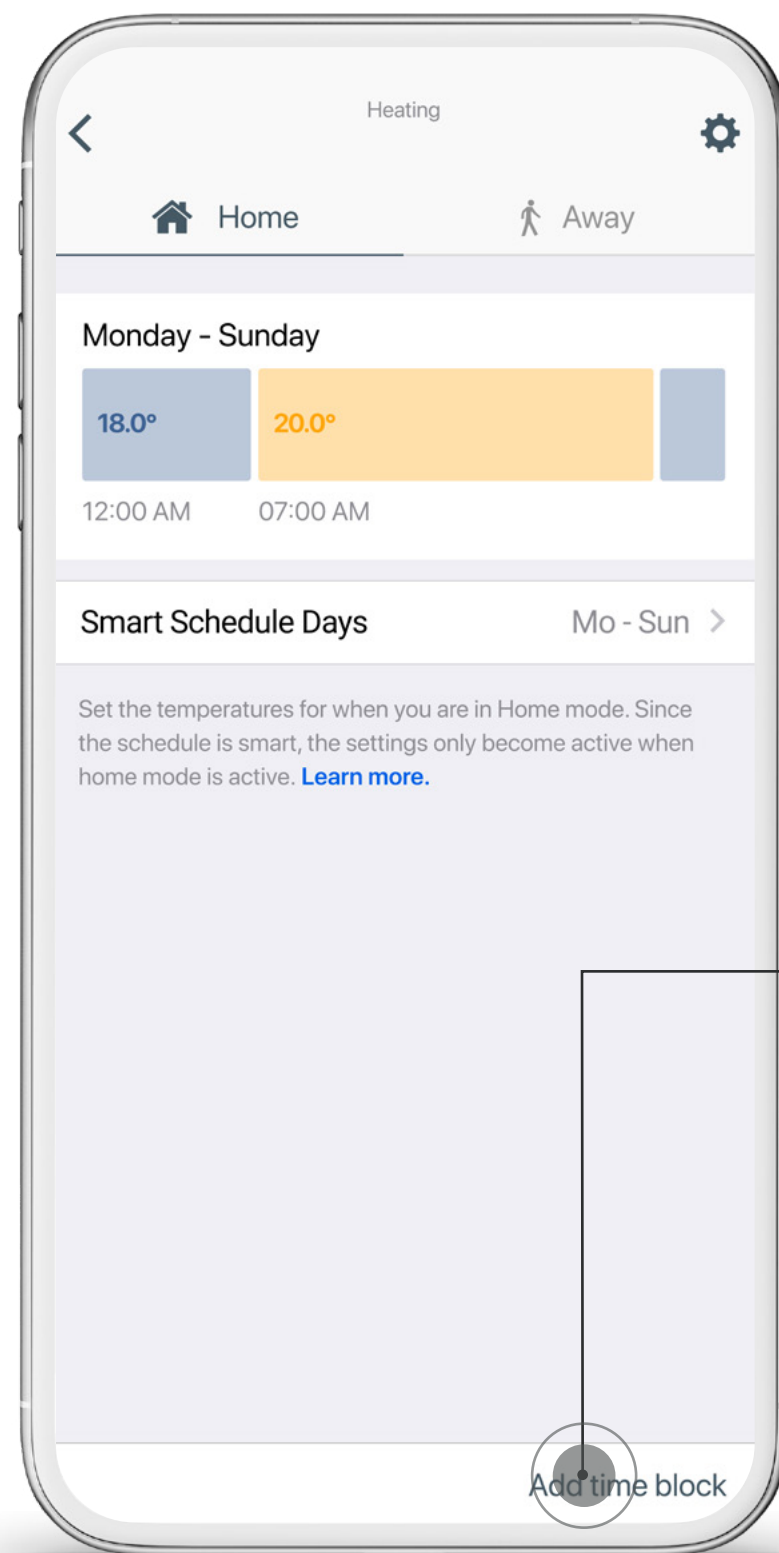 Heating
Home
Away
Monday - Sunday
18.0°
20.0°
12:00 AM
07:00 AM
Smart Schedule Days
Mo - Sun
Set the temperatures for when you are in Home mode. Since
the schedule is smart, the settings only become active when
home mode is active. Learn more.
Add time block